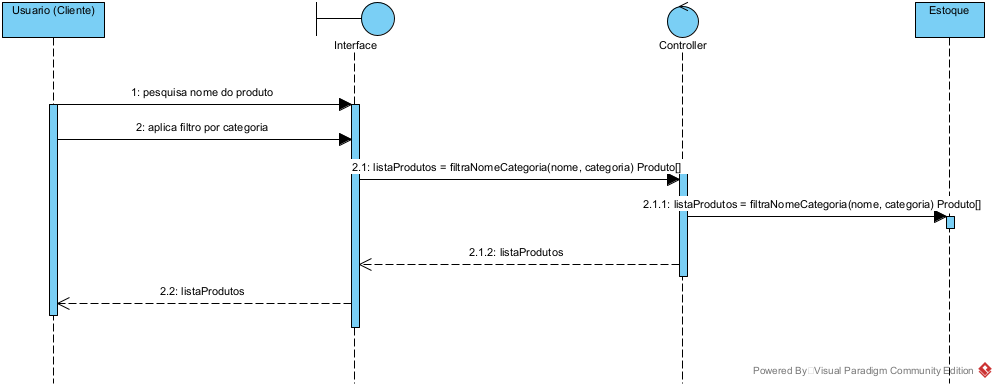 Usuario (Cliente)
Interface
Controller
Estoque
1: pesquisa nome do produto
2: aplica filtro por categoria
2.1: listaProdutos = filtraNomeCategoria(nome, categoria) Produto[]
2.1.1: listaProdutos = filtraNomeCategoria(nome, categoria) Produto[]
2.1.2: listaProdutos
2.2: listaProdutos
Powered By Visual Paradigm Community Edition